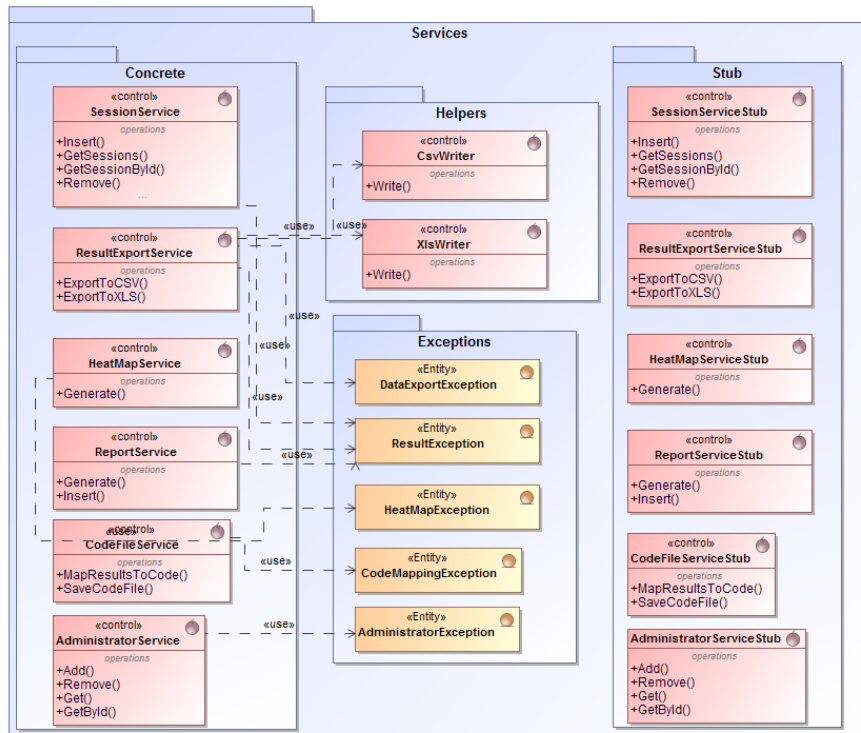 Services
Concrete
«control»
SessionService
operations
+Insert()
+GetSessions()
+GetSessionById()
+Remove()
...
«control»
ResultExportService
operations
+ExportToCSV()
+ExportToXLS()
«control»
HeatMapService
operations
+Generate()
«control»
ReportService
operations
+Generate()
+Insert()
«control»
CodeFileService
operations
+MapResultsToCode()
+SaveCodeFile()
«control»
AdministratorService
operations
+Add()
+Remove()
+Get()
+GetById()
«use»
«use»
«use»
«use»
«use»
«use»
«use»
«use»
«use»
Helpers
«control»
CsvWriter
operations
+Write()
«control»
XlsWriter
operations
+Write()
Exceptions
«Entity»
DataExportException
«Entity»
ResultException
«Entity»
HeatMapException
«Entity»
CodeMappingException
«Entity»
AdministratorException
Stub
«control»
SessionServiceStub
operations
+Insert()
+GetSessions()
+GetSessionById()
+Remove()
«control»
ResultExportServiceStub
operations
+ExportToCSV()
+ExportToXLS()
«control»
HeatMapServiceStub
operations
+Generate()
«control»
ReportServiceStub
operations
+Generate()
+Insert()
«control»
CodeFileServiceStub
operations
+MapResultsToCode()
+SaveCodeFile()
«control»
AdministratorServiceStub
operations
+Add()
+Remove()
+Get()
+GetById()